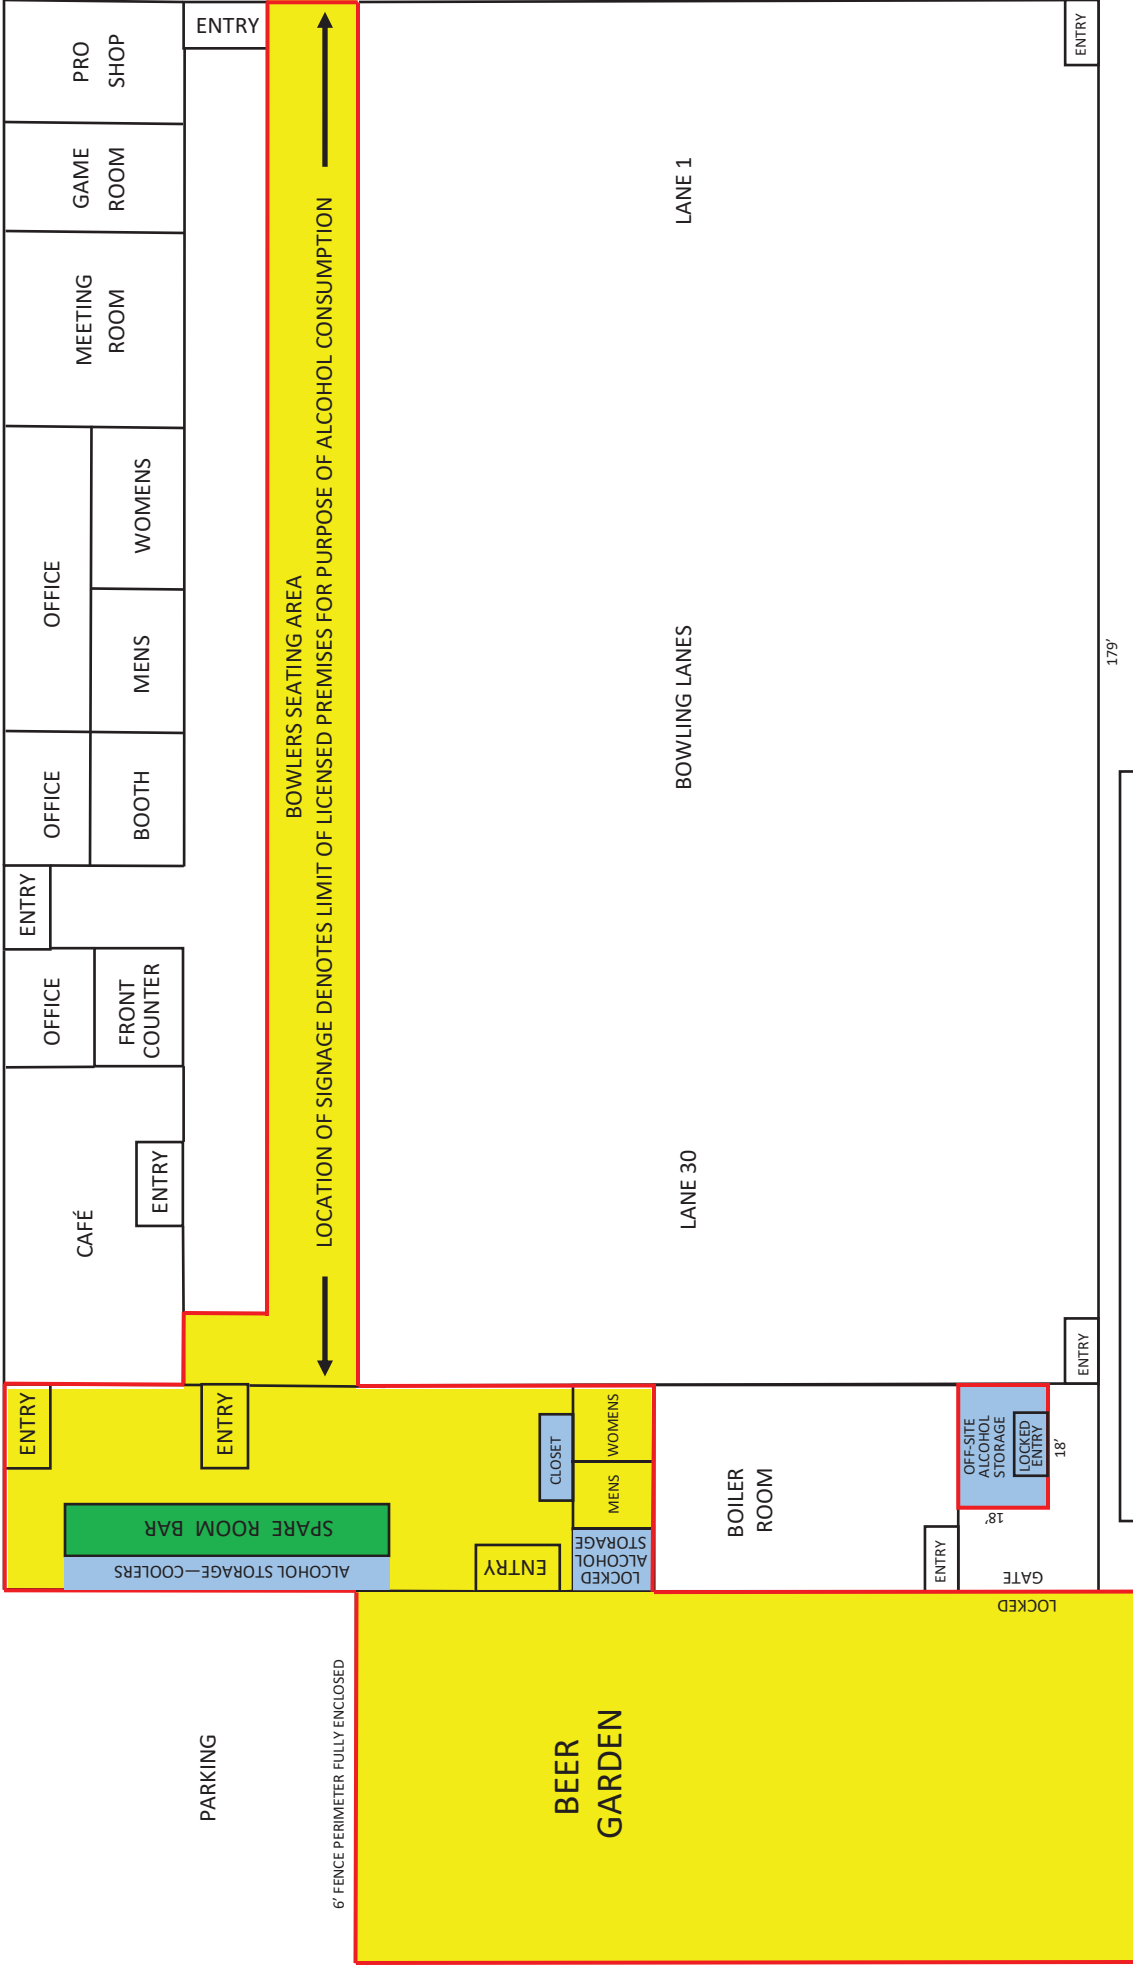 ENTRY
PRO
SHOP
GAME
ROOM
MEETING
ROOM
OFFICE
WOMENS
MENS
OFFICE
BOOTH
ENTRY
OFFICE
FRONT
COUNTER
CAFÉ
ENTRY
BOWLERS SEATING AREA
LOCATION OF SIGNAGE DENOTES LIMIT OF LICENSED PREMISES FOR PURPOSE OF ALCOHOL CONSUMPTION
ENTRY
LANE 1
BOWLING LANES
LANE 30
179'
ENTRY
ENTRY
ENTRY
SPARE ROOM BAR
ALCOHOL STORAGE—COOLERS
CLOSET
WOMENS
MENS
LOCKED
ALCOHOL
STORAGE
ENTRY
BOILER
ROOM
ENTRY
OFF-SITE
ALCOHOL
STORAGE
LOCKED
ENTRY
18'
18'
LOCKED
GATE
PARKING
6' FENCE PERIMETER FULLY ENCLOSED
BEER
GARDEN